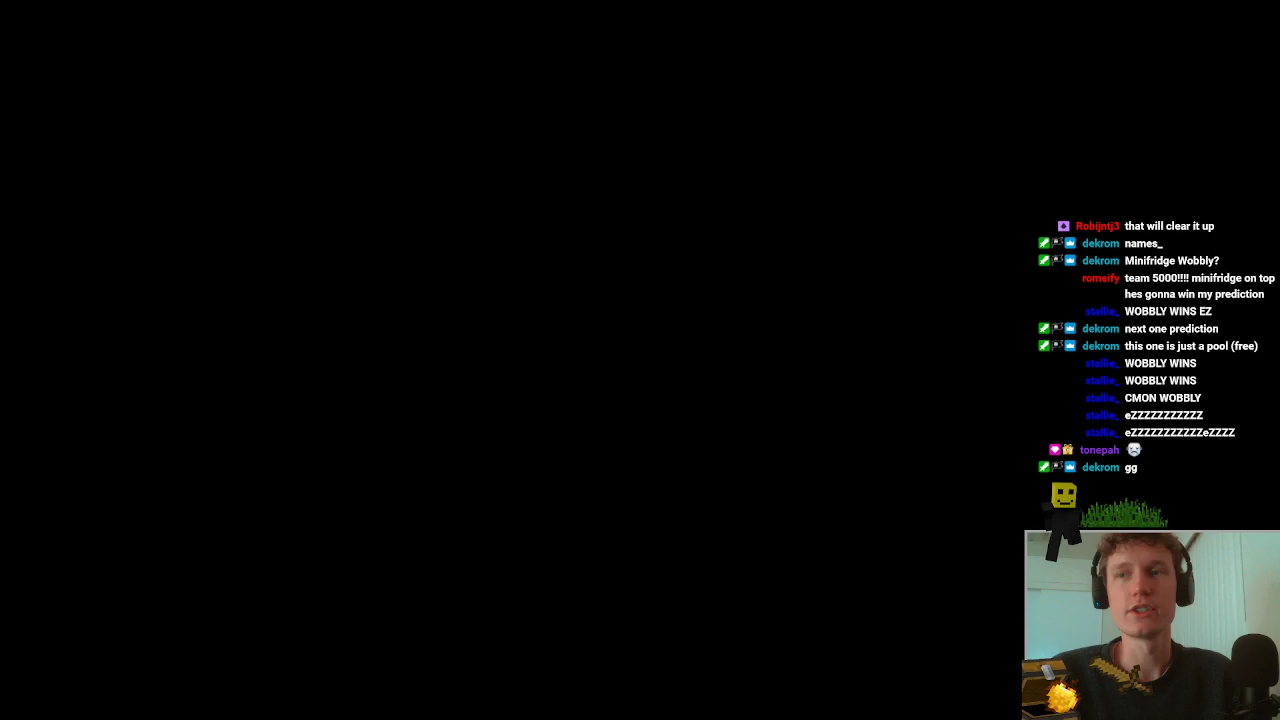 Robijntj3 that will clear it up
dekrom names_
dekrom Minifridge Wobbly?
romeify team 5000!!!! minifridge on top
hes gonna win my prediction
stallie_ WOBBLY WINS EZ
dekrom next one prediction
dekrom this one is just a pool (free)
stallie_ WOBBLY WINS
stallie_ WOBBLY WINS
stallie_ CMON WOBBLY
stallie_ eZZZZZZZZZZZ
stallie_ eZZZZZZZZZZZeZZZZ
tonepah
dekrom gg